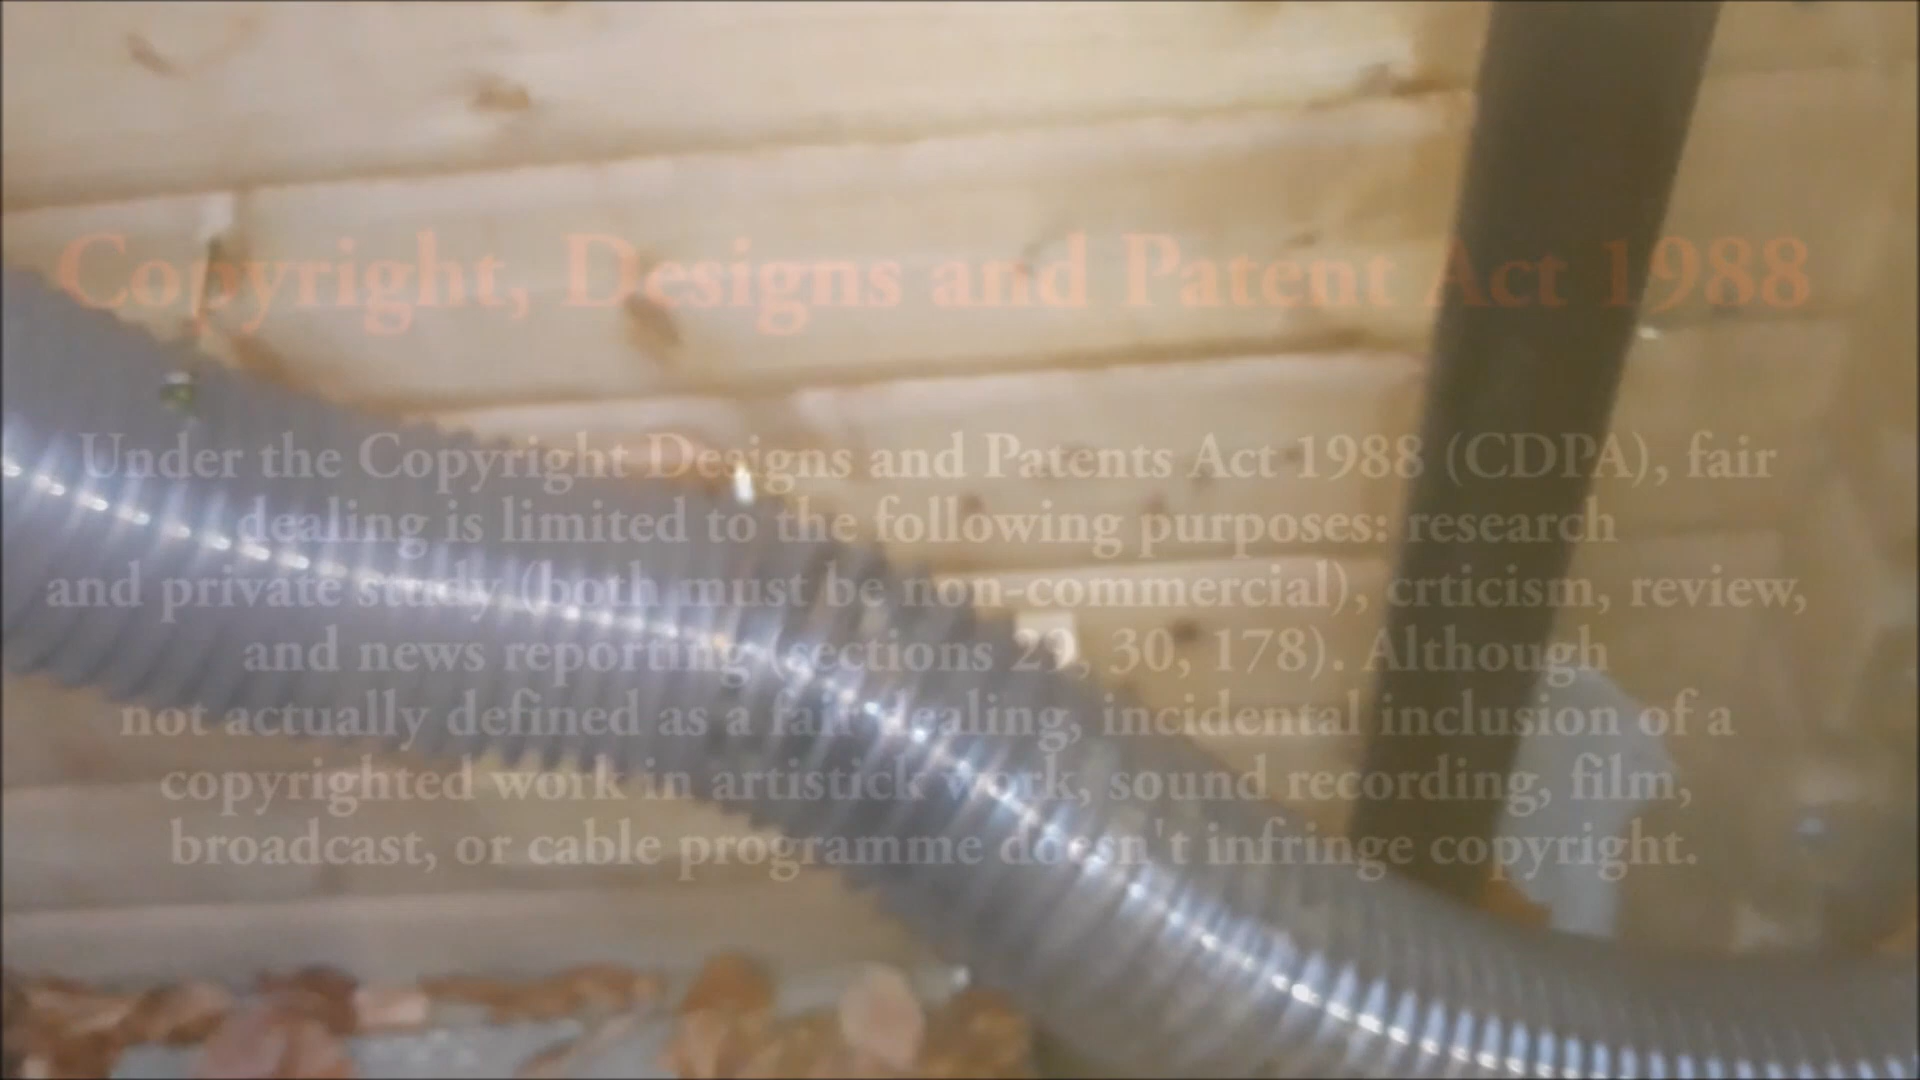 Copyright, Designs and Patent Act 1988
Under the Copyright Designs and Patents Act 1988 (CDPA), fair
dealing is limited to the following purposes: research
and private study (both must be non-commercial), crticism, review,
and news reporting (sections 29, 30, 178). Although
not actually defined as a fair dealing, incidental inclusion of a
copyrighted work in artistick work, sound recording, film,
broadcast, or cable programme doesn't infringe copyright.